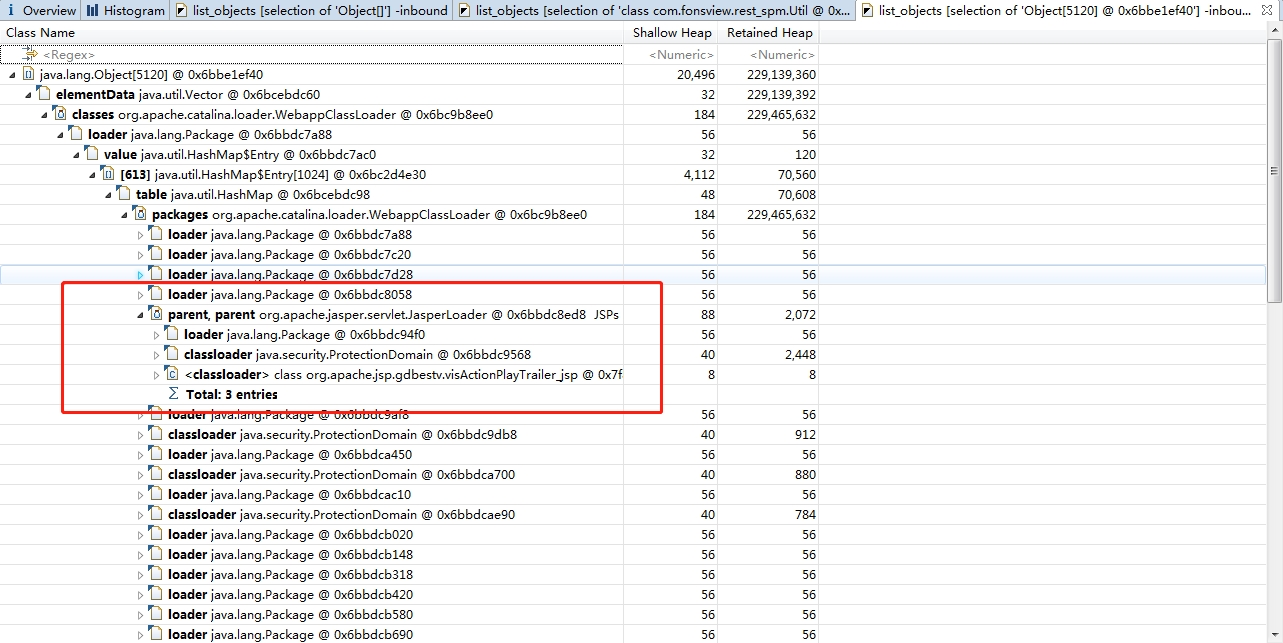 Overview Histogram list_objects [selection of 'Object[]'] -inbound list_objects [selection of 'class com.fonsview.rest_spm.Util @ 0x... list_objects [selection of 'Object[5120] @ 0x6bbe1ef40'] -inbou...
Class Name Shallow Heap Retained Heap
<Regex> <Numeric> <Numeric>
java.lang.Object[5120] @ 0x6bbe1ef40 20,496 229,139,360
elementData java.util.Vector @ 0x6bcebdc60 32 229,139,392
classes org.apache.catalina.loader.WebappClassLoader @ 0x6bc9b8ee0 184 229,465,632
loader java.lang.Package @ 0x6bbdc7a88 56 56
value java.util.HashMap$Entry @ 0x6bbdc7ac0 32 120
[613] java.util.HashMap$Entry[1024] @ 0x6bc2d4e30 4,112 70,560
table java.util.HashMap @ 0x6bcebdc98 48 70,608
packages org.apache.catalina.loader.WebappClassLoader @ 0x6bc9b8ee0 184 229,465,632
loader java.lang.Package @ 0x6bbdc7a88 56 56
loader java.lang.Package @ 0x6bbdc7c20 56 56
loader java.lang.Package @ 0x6bbdc7d28 56 56
loader java.lang.Package @ 0x6bbdc8058 56 56
parent, parent org.apache.jasper.servlet.JasperLoader @ 0x6bbdc8ed8 JSPs 88 2,072
loader java.lang.Package @ 0x6bbdc94f0 56 56
classloader java.security.ProtectionDomain @ 0x6bbdc9568 40 2,448
<classloader> class org.apache.jsp.gdbestv.visActionPlayTrailer_jsp @ 0x7f 8 8
Σ Total: 3 entries
loader java.lang.Package @ 0x6bbdc9af8 56 56
classloader java.security.ProtectionDomain @ 0x6bbdc9db8 40 912
loader java.lang.Package @ 0x6bbdca450 56 56
classloader java.security.ProtectionDomain @ 0x6bbdca700 40 880
loader java.lang.Package @ 0x6bbdcac10 56 56
classloader java.security.ProtectionDomain @ 0x6bbdcae90 40 784
loader java.lang.Package @ 0x6bbdcb020 56 56
loader java.lang.Package @ 0x6bbdcb148 56 56
loader java.lang.Package @ 0x6bbdcb318 56 56
loader java.lang.Package @ 0x6bbdcb420 56 56
loader java.lang.Package @ 0x6bbdcb580 56 56
loader java.lang.Package @ 0x6bbdcb690 56 56